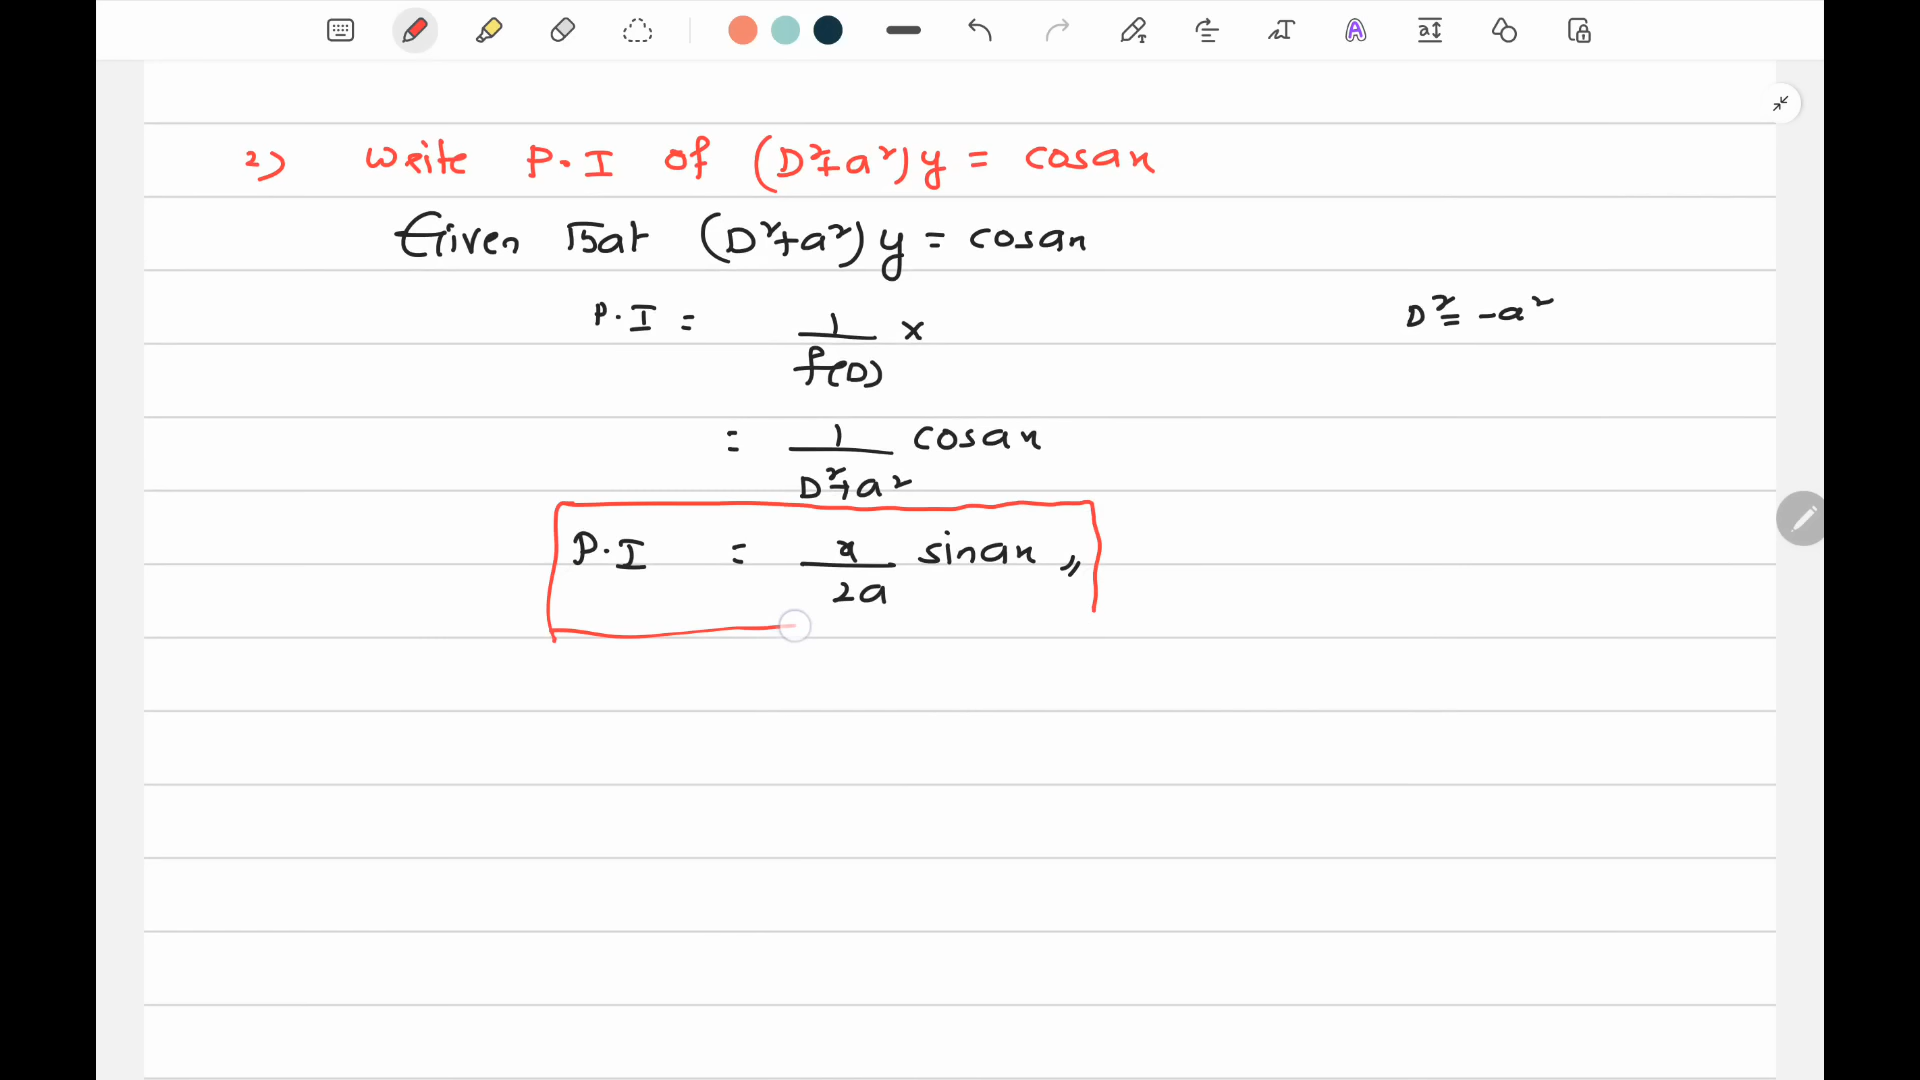 2) Write P.I of (D²+a²)y = cosax
Given That (D²+a²)y = cosax
P.I = 1/f(D) x
D² = -a²
= 1/(D²+a²) cosax
P.I = x/2a sinax //